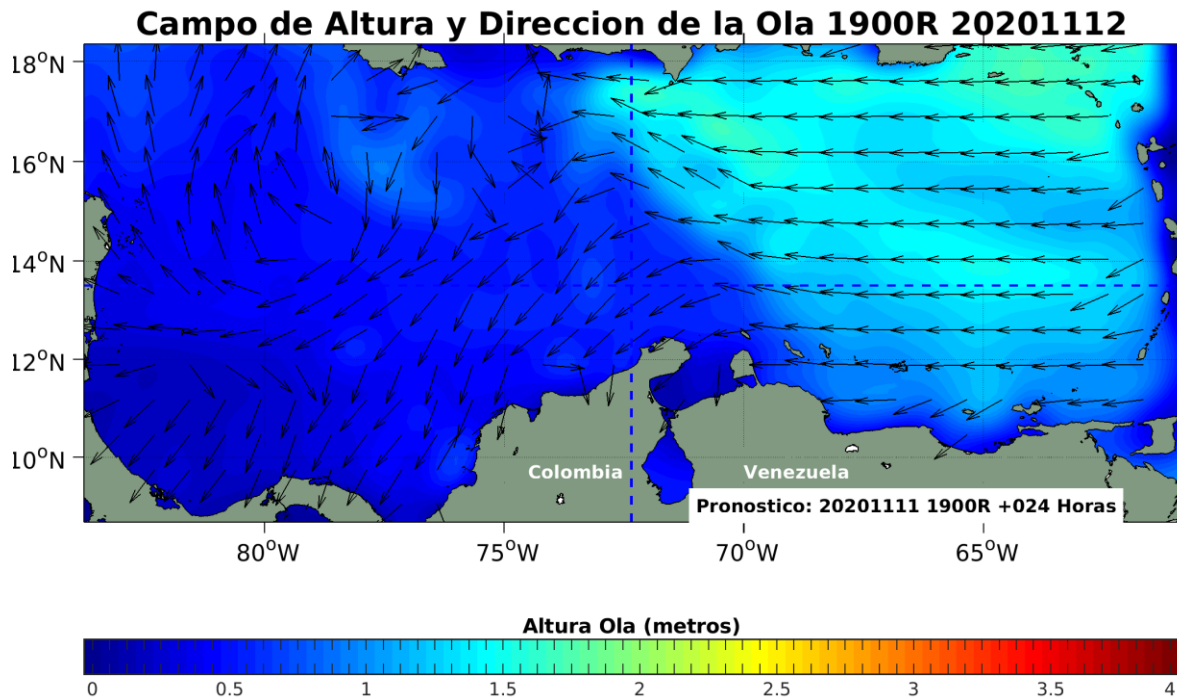 Campo de Altura y Direccion de la Ola 1900R 20201112
18°N
16°N
14°N
12°N
10°N
Colombia
Venezuela
Pronostico: 20201111 1900R +024 Horas
80°W
75°W
70°W
65°W
Altura Ola (metros)
0
0.5
1
1.5
2
2.5
3
3.5
4